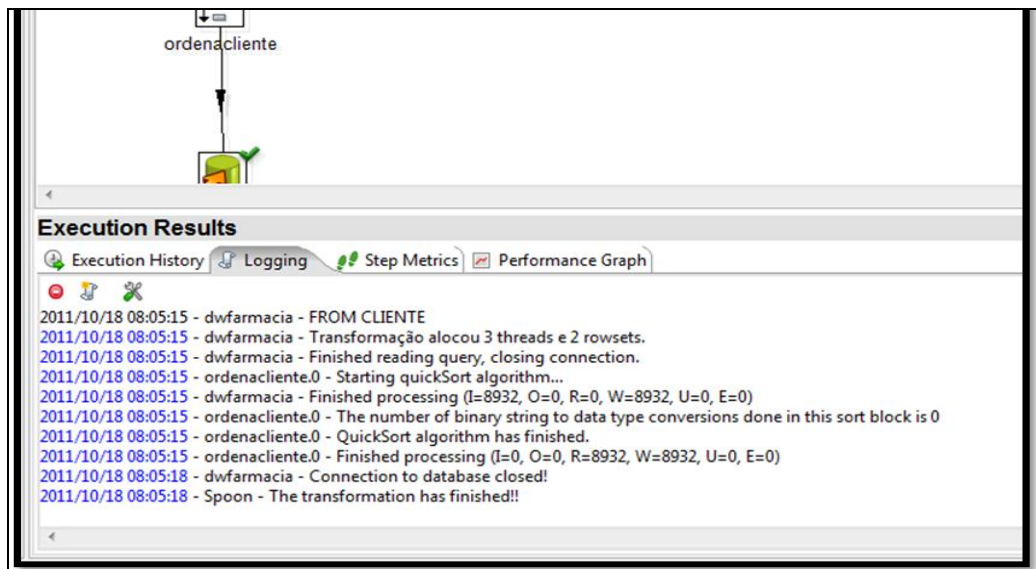 ordenacliente
Execution Results
Execution History Logging Step Metrics Performance Graph
2011/10/18 08:05:15 - dwfarmacia - FROM CLIENTE
2011/10/18 08:05:15 - dwfarmacia - Transformação alocou 3 threads e 2 rowsets.
2011/10/18 08:05:15 - dwfarmacia - Finished reading query, closing connection.
2011/10/18 08:05:15 - ordenacliente.0 - Starting quickSort algorithm...
2011/10/18 08:05:15 - dwfarmacia - Finished processing (I=8932, O=0, R=0, W=8932, U=0, E=0)
2011/10/18 08:05:15 - ordenacliente.0 - The number of binary string to data type conversions done in this sort block is 0
2011/10/18 08:05:15 - ordenacliente.0 - QuickSort algorithm has finished.
2011/10/18 08:05:15 - ordenacliente.0 - Finished processing (I=0, O=0, R=8932, W=8932, U=0, E=0)
2011/10/18 08:05:18 - dwfarmacia - Connection to database closed!
2011/10/18 08:05:18 - Spoon - The transformation has finished!!